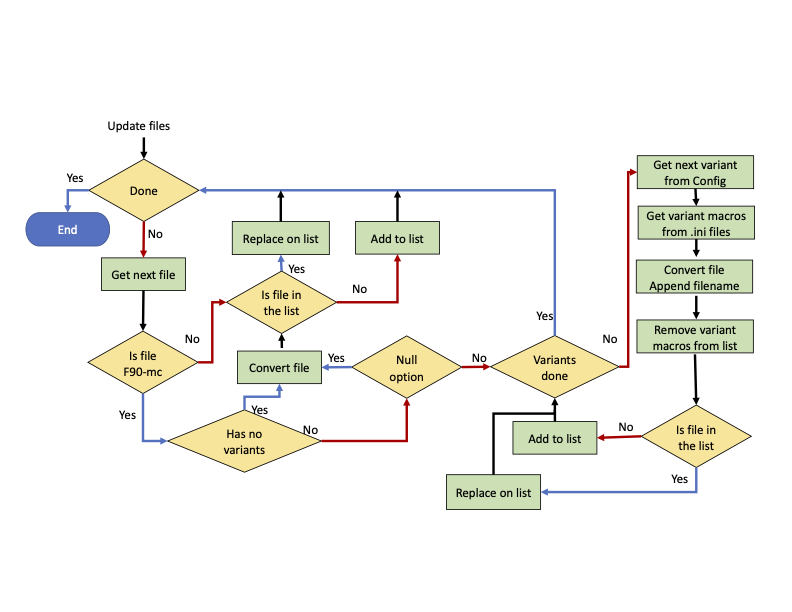 Update files
Yes
Done
End
No
Get next file
Is file
F90-mc
No
Yes
Has no
variants
Yes
No
Convert file
Is file in
the list
Yes
No
Replace on list
Add to list
Null
option
Yes
No
Variants
done
Yes
No
Get next variant
from Config
Get variant macros
from .ini files
Convert file
Append filename
Remove variant
macros from list
Is file in
the list
No
Yes
Add to list
Replace on list